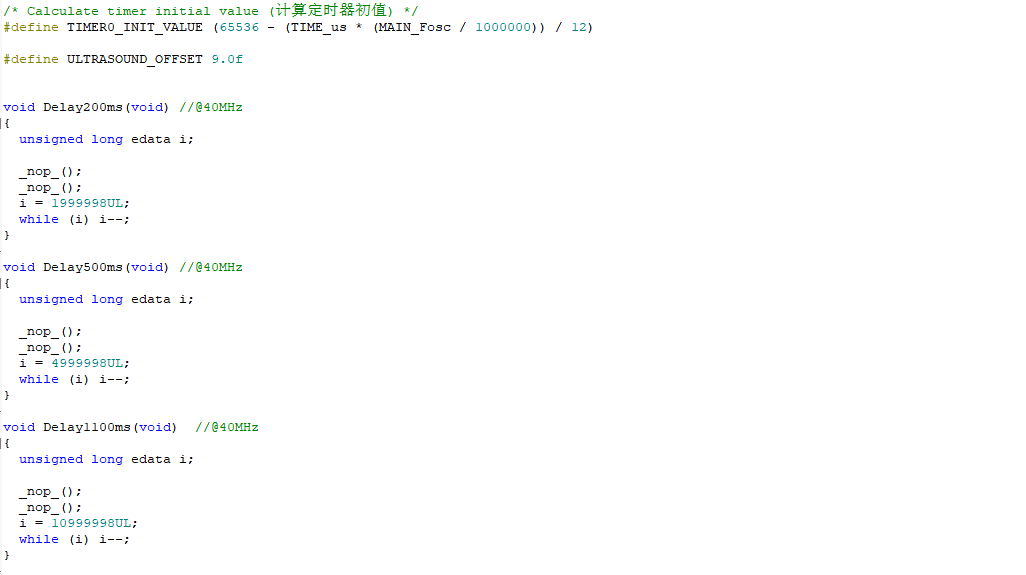 /* Calculate timer initial value (计算定时器初值) */
#define TIMER0_INIT_VALUE (65536 - (TIME_us * (MAIN_Fosc / 1000000)) / 12)
#define ULTRASOUND_OFFSET 9.0f
void Delay200ms(void) //@40MHz
{
unsigned long edata i;
_nop_();
_nop_();
i = 1999998UL;
while (i) i--;
}
void Delay500ms(void) //@40MHz
{
unsigned long edata i;
_nop_();
_nop_();
i = 4999998UL;
while (i) i--;
}
void Delay1100ms(void) //@40MHz
{
unsigned long edata i;
_nop_();
_nop_();
i = 10999998UL;
while (i) i--;
}